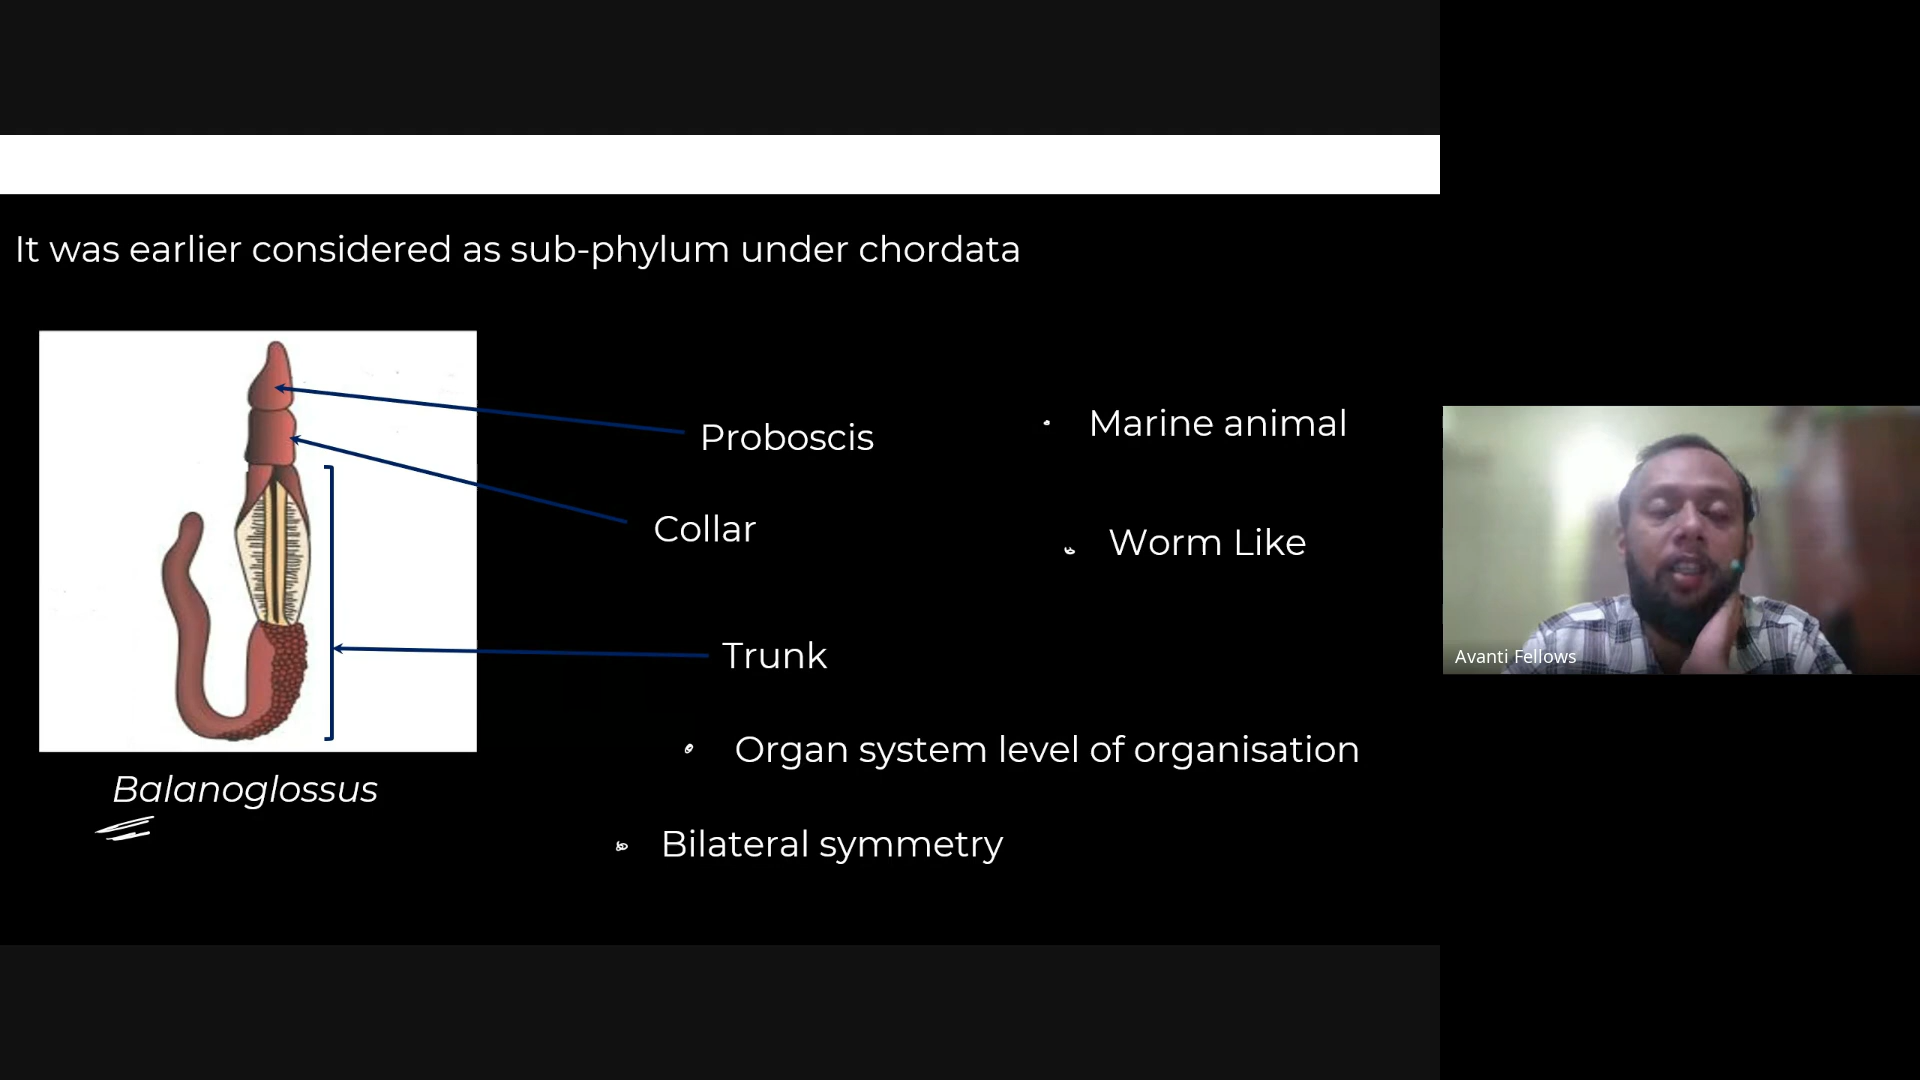 It was earlier considered as sub-phylum under chordata
Proboscis
Marine animal
Collar
Worm Like
Trunk
Organ system level of organisation
Balanoglossus
Bilateral symmetry
Avanti Fellows